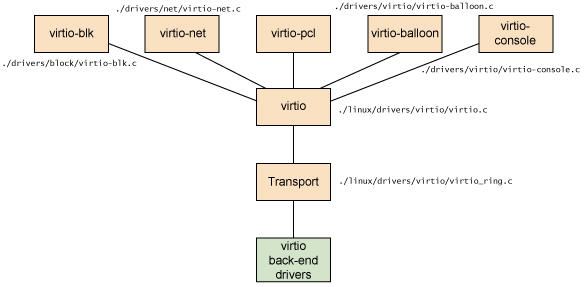 ./drivers/net/virtio-net.c
./drivers/virtio/virtio-balloon.c
virtio-blk
virtio-net
virtio-pcl
virtio-balloon
virtio-
console
./drivers/block/virtio-blk.c
./drivers/virtio/virtio-console.c
virtio
./linux/drivers/virtio/virtio.c
Transport
./linux/drivers/virtio/virtio_ring.c
virtio
back-end
drivers